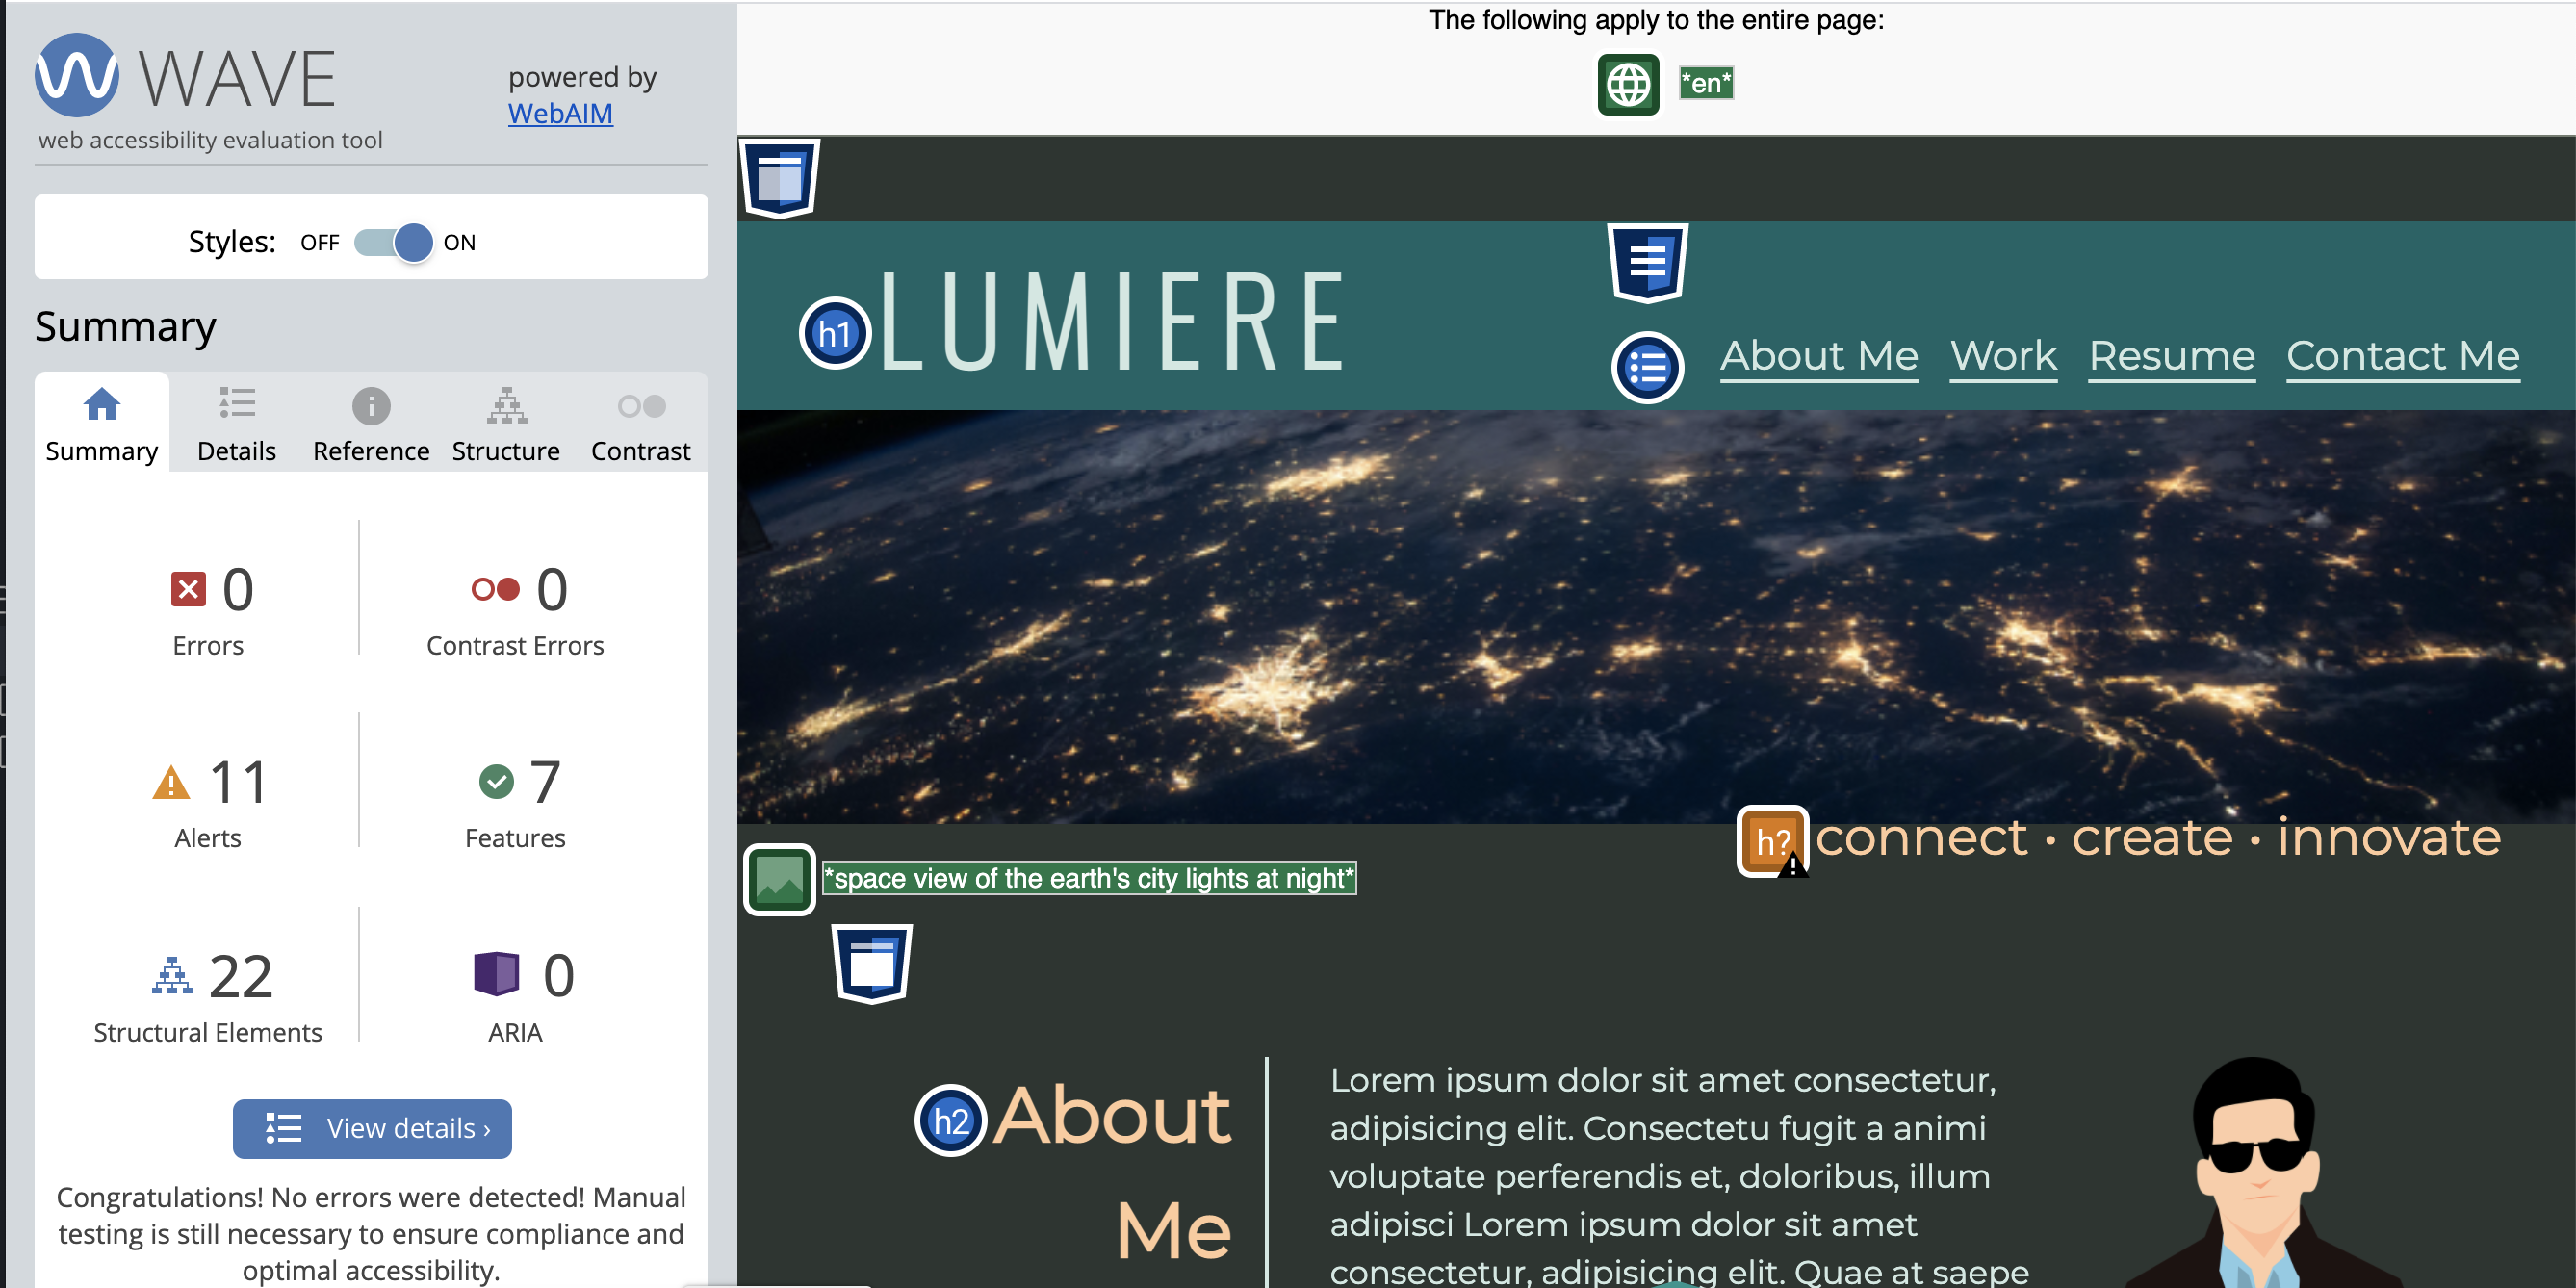 WAVE
powered by
WebAIM
web accessibility evaluation tool
Styles: OFF ON
Summary
Summary Details Reference Structure Contrast
0 0
Errors Contrast Errors
11 7
Alerts Features
22 0
Structural Elements ARIA
View details ›
Congratulations! No errors were detected! Manual
testing is still necessary to ensure compliance and
optimal accessibility.
The following apply to the entire page:
*en*
h1 LUMIERE
About Me Work Resume Contact Me
h? connect • create • innovate
*space view of the earth's city lights at night*
h2 About
Me
Lorem ipsum dolor sit amet consectetur,
adipisicing elit. Consectetu fugit a animi
voluptate perferendis et, doloribus, illum
adipisci Lorem ipsum dolor sit amet
consectetur, adipisicing elit. Quae at saepe